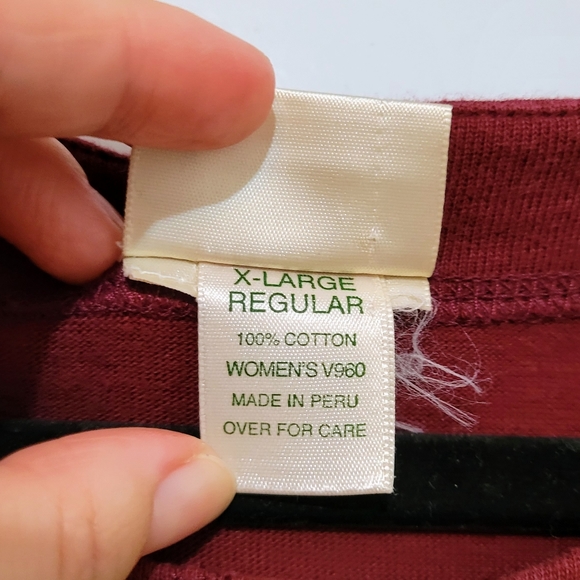 X-LARGE
REGULAR
100% COTTON
WOMEN'S V960
MADE IN PERU
OVER FOR CARE